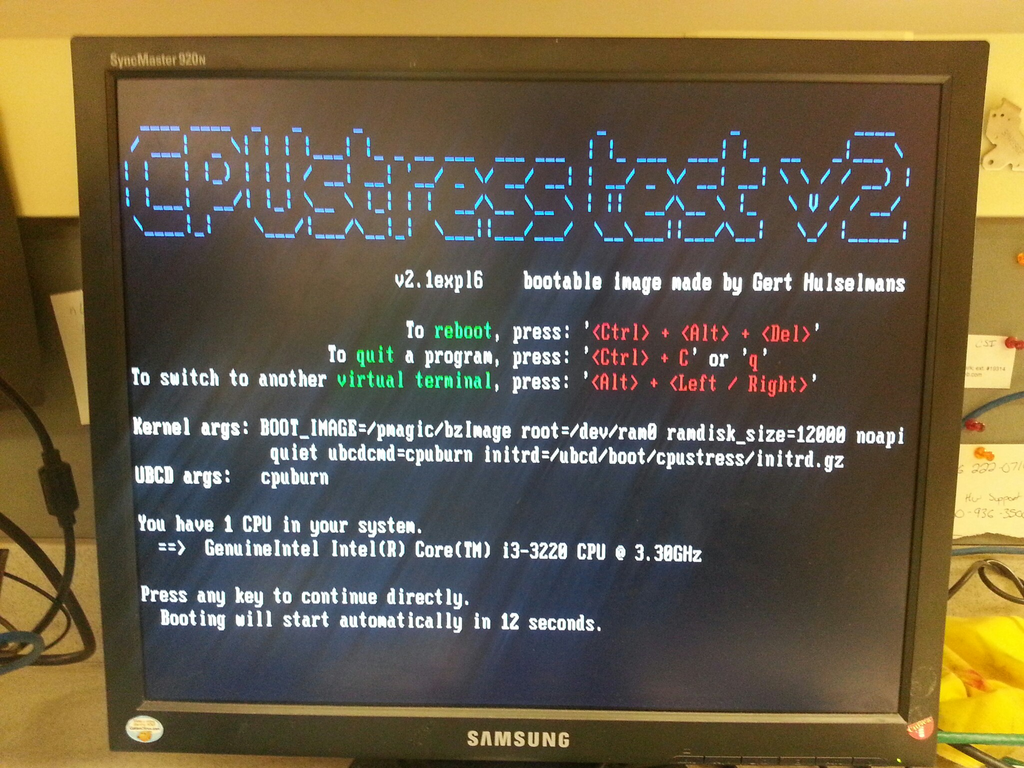 SyncMaster 920N
CPUstress test v2
v2.1exp16 bootable image made by Gert Hulselmans
To reboot, press: '<Ctrl> + <Alt> + <Del>'
To quit a program, press: '<Ctrl> + C' or 'q'
To switch to another virtual terminal, press: '<Alt> + <Left / Right>'
Kernel args: BOOT_IMAGE=/pmagic/bzImage root=/dev/ram0 ramdisk_size=12000 noapi
quiet ubcdcmd=cpuburn initrd=/ubcd/boot/cpustress/initrd.gz
UBCD args: cpuburn
You have 1 CPU in your system.
==> GenuineIntel Intel(R) Core(TM) i3-3220 CPU @ 3.30GHz
Press any key to continue directly.
Booting will start automatically in 12 seconds.
SAMSUNG
Support